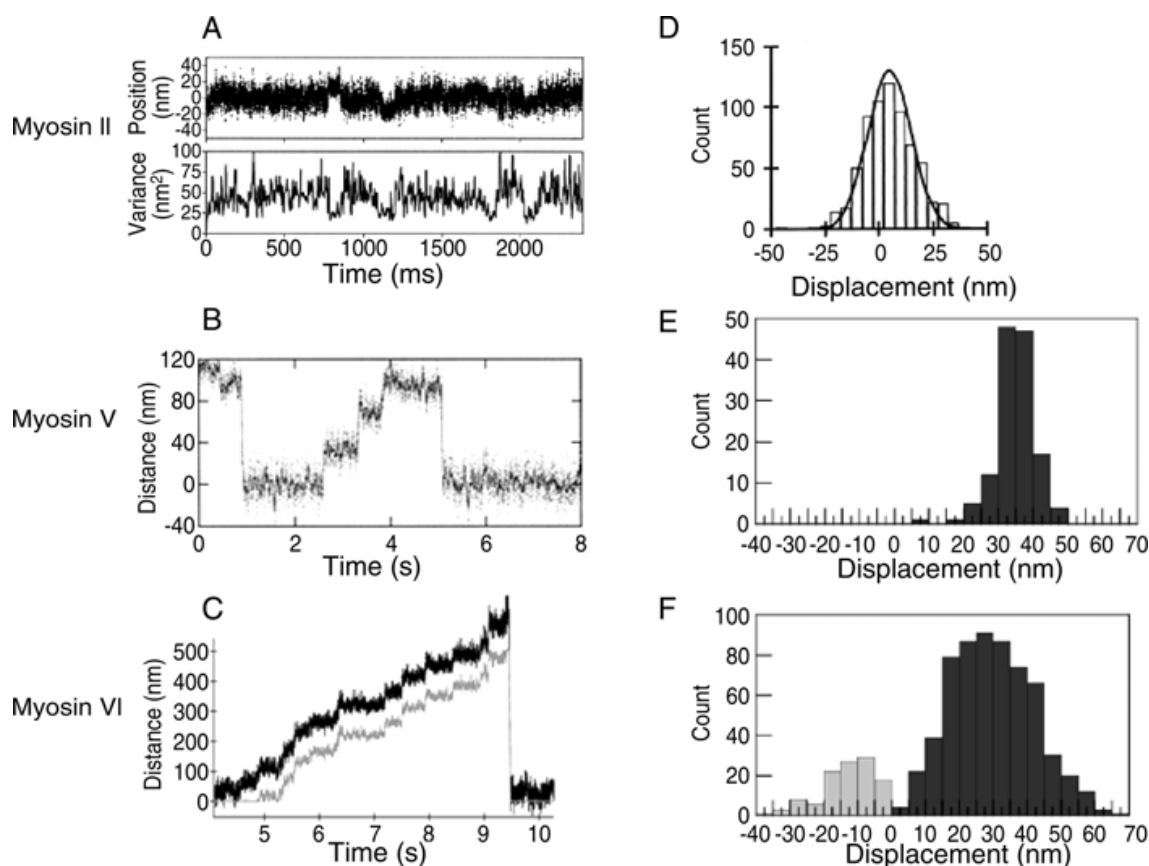 A
Myosin II
Position
(nm)
40
20
0
-20
-40
Variance
(nm²)
100
75
50
25
0
0 500 1000 1500 2000
Time (ms)
D
Count
150
100
50
0
-50 -25 0 25 50
Displacement (nm)
B
Myosin V
Distance (nm)
120
80
40
0
-40
0 2 4 6 8
Time (s)
E
Count
50
40
30
20
10
0
-40 -30 -20 -10 0 10 20 30 40 50 60 70
Displacement (nm)
C
Myosin VI
Distance (nm)
500
400
300
200
100
0
5 6 7 8 9 10
Time (s)
F
Count
100
80
60
40
20
0
-40 -30 -20 -10 0 10 20 30 40 50 60 70
Displacement (nm)